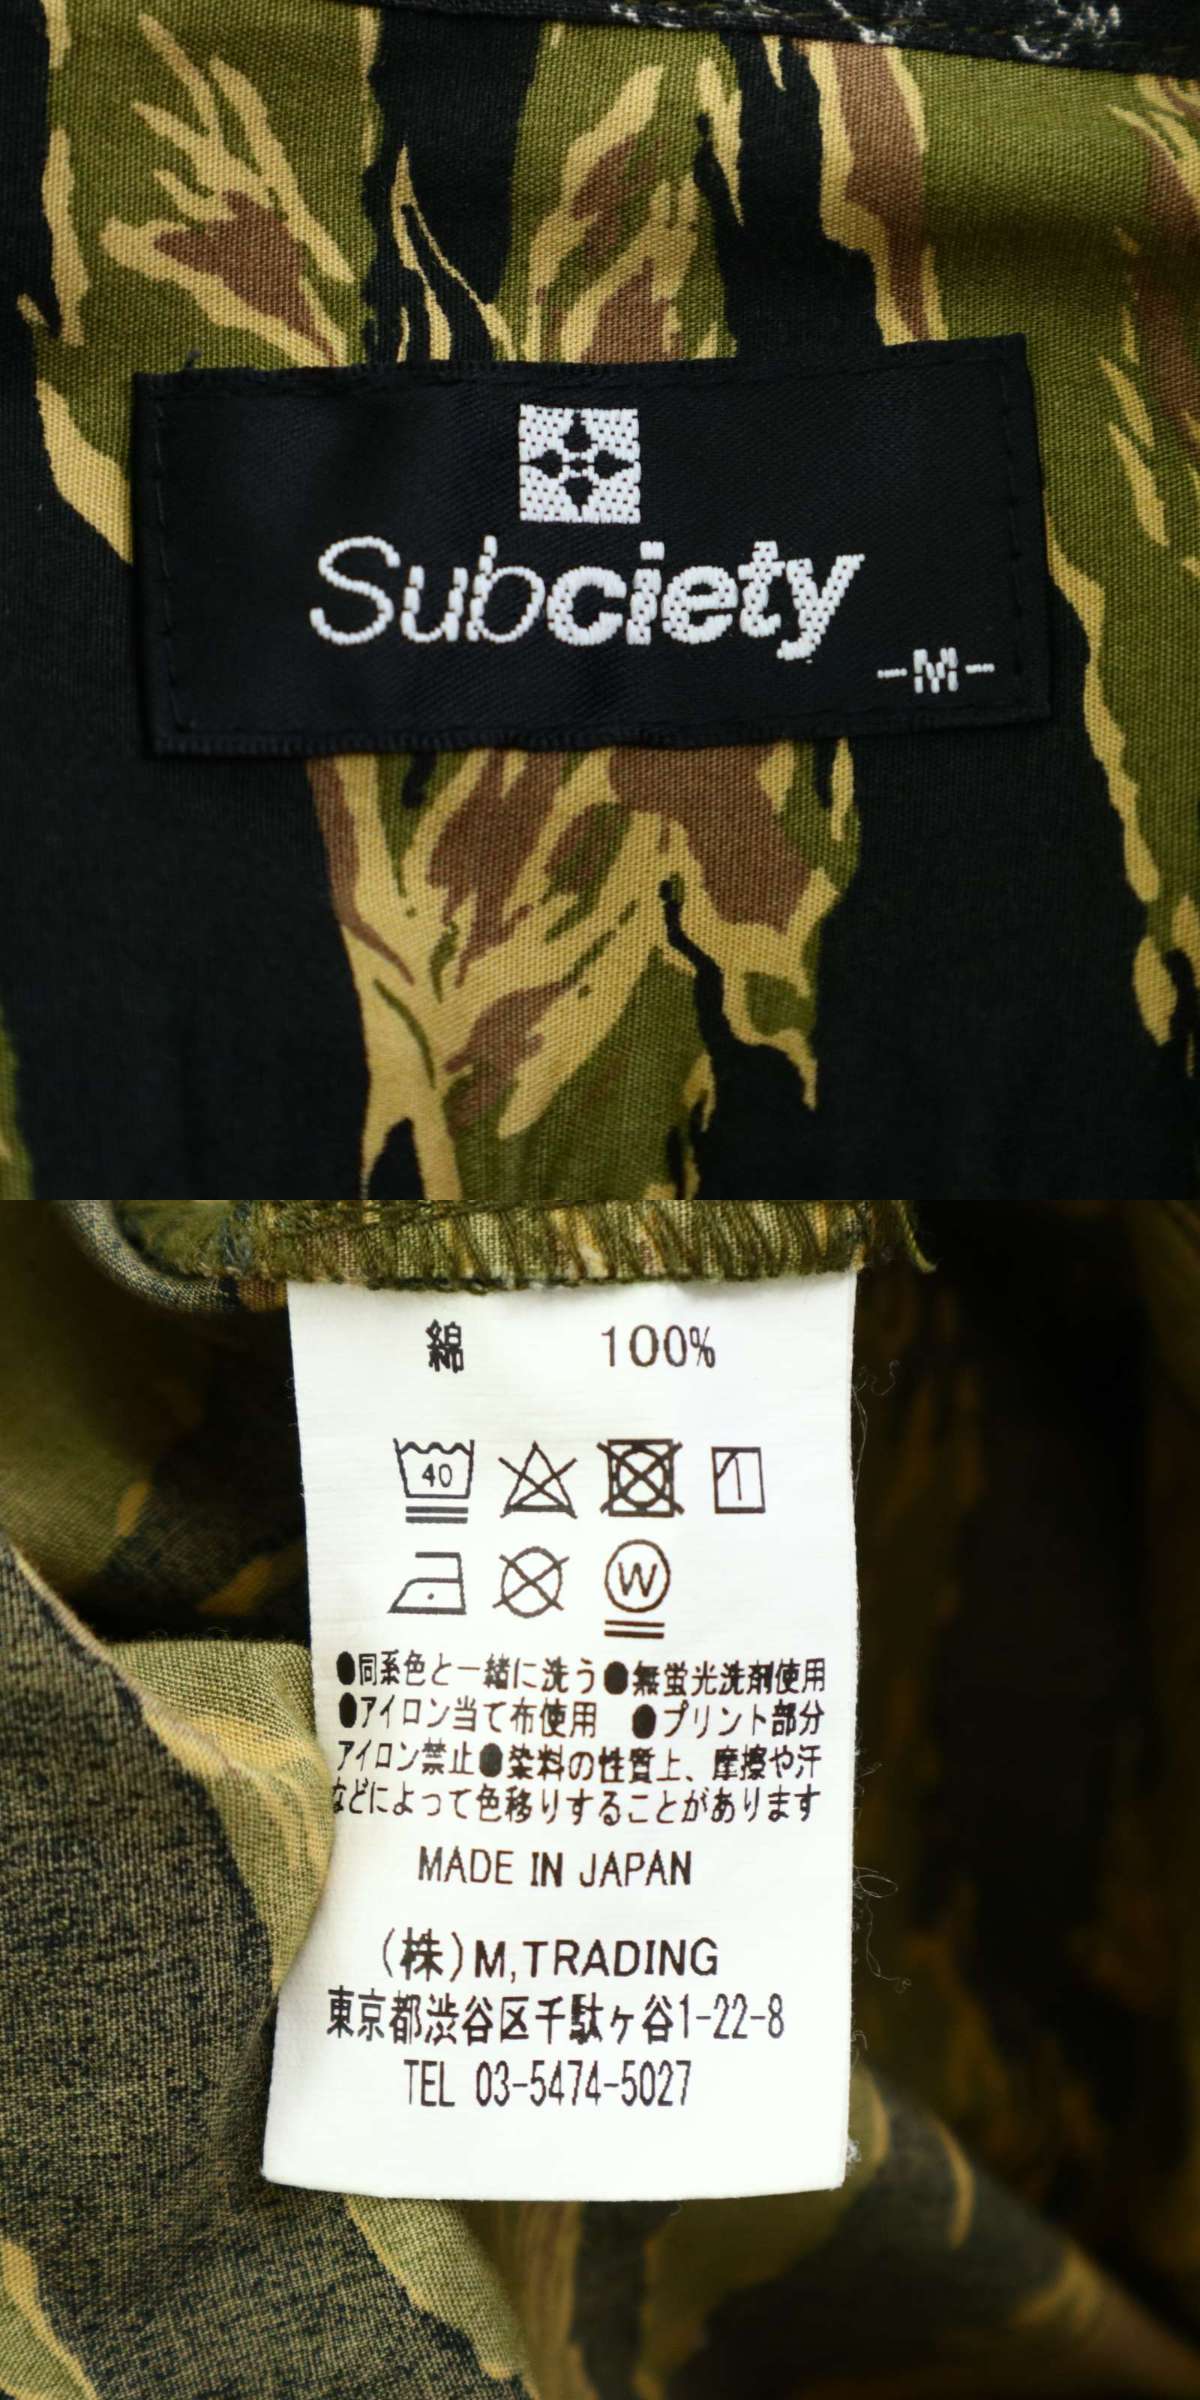 Subciety
-M-
綿 100%
40
W
●同系色と一緒に洗う●無蛍光洗剤使用
●アイロン当て布使用 ●プリント部分
アイロン禁止●染料の性質上、摩擦や汗
などによって色移りすることがあります
MADE IN JAPAN
(株)M,TRADING
東京都渋谷区千駄ヶ谷1-22-8
TEL 03-5474-5027